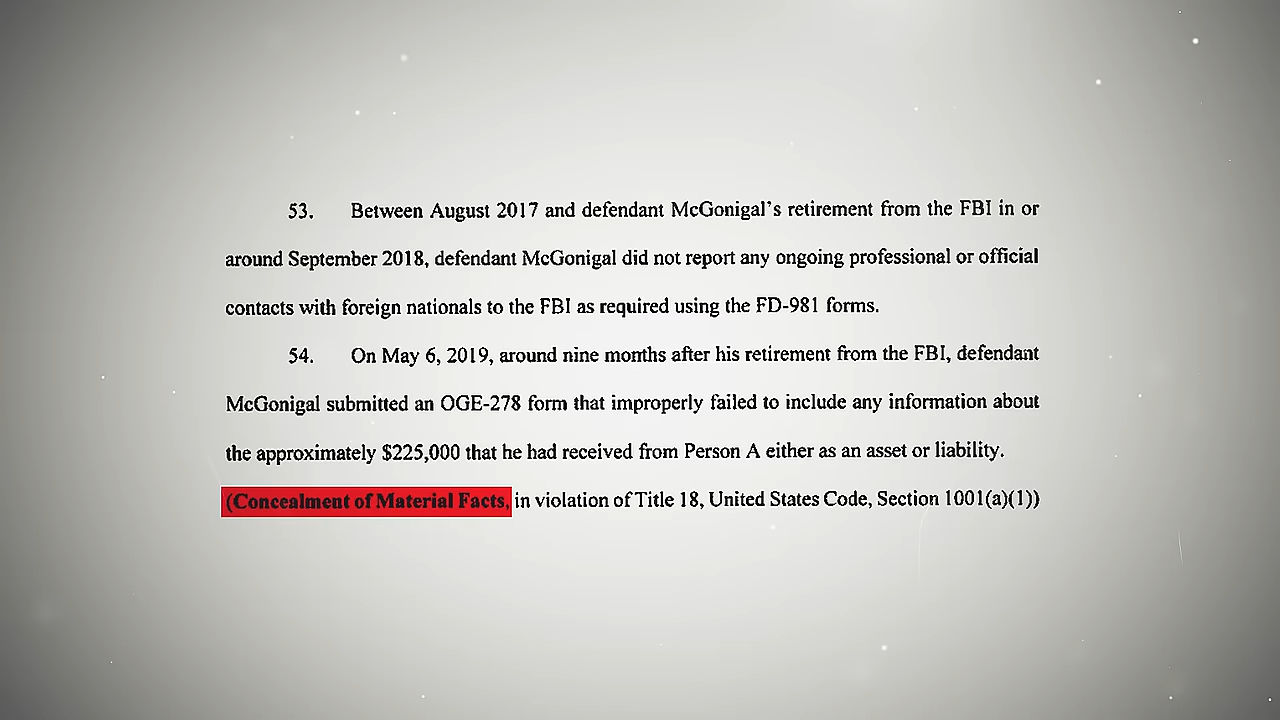 53. Between August 2017 and defendant McGonigal's retirement from the FBI in or
around September 2018, defendant McGonigal did not report any ongoing professional or official
contacts with foreign nationals to the FBI as required using the FD-981 forms.
54. On May 6, 2019, around nine months after his retirement from the FBI, defendant
McGonigal submitted an OGE-278 form that improperly failed to include any information about
the approximately $225,000 that he had received from Person A either as an asset or liability.
(Concealment of Material Facts, in violation of Title 18, United States Code, Section 1001(a)(1))